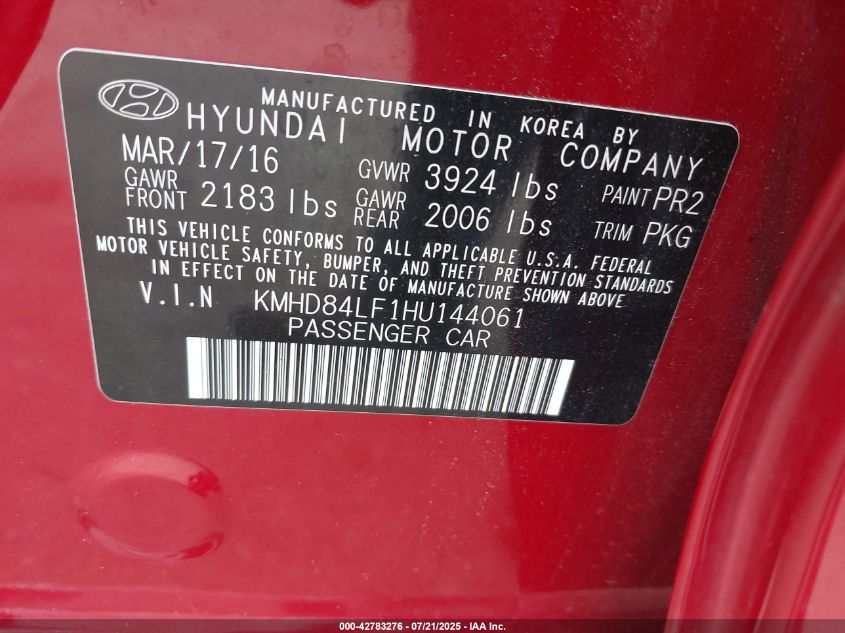 MANUFACTURED IN KOREA BY
HYUNDAI MOTOR COMPANY
MAR/17/16 GVWR 3924 lbs PAINT PR2
GAWR FRONT 2183 lbs GAWR REAR 2006 lbs TRIM PKG
THIS VEHICLE CONFORMS TO ALL APPLICABLE U.S.A. FEDERAL
MOTOR VEHICLE SAFETY, BUMPER, AND THEFT PREVENTION STANDARDS
IN EFFECT ON THE DATE OF MANUFACTURE SHOWN ABOVE
V.I.N KMHD84LF1HU144061
PASSENGER CAR
000-42783276 - 07/21/2025 - IAA Inc.